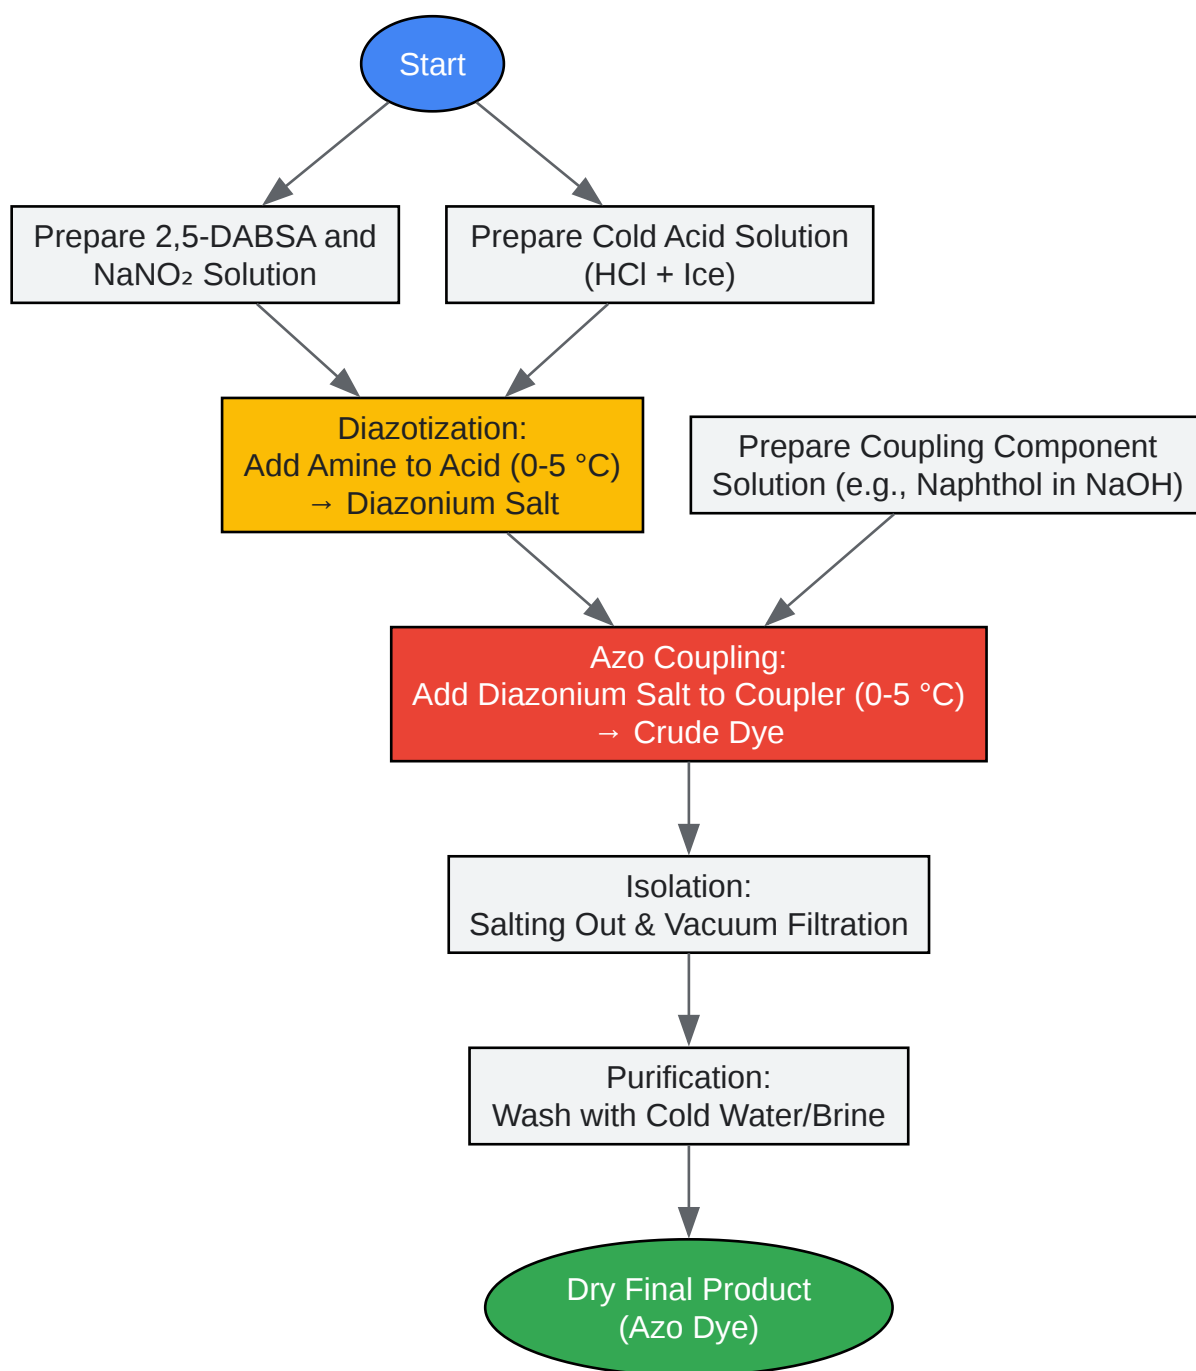 Start
Prepare 2,5-DABSA and
NaNO₂ Solution
Prepare Cold Acid Solution
(HCl + Ice)
Diazotization:
Add Amine to Acid (0-5 °C)
→ Diazonium Salt
Prepare Coupling Component
Solution (e.g., Naphthol in NaOH)
Azo Coupling:
Add Diazonium Salt to Coupler (0-5 °C)
→ Crude Dye
Isolation:
Salting Out & Vacuum Filtration
Purification:
Wash with Cold Water/Brine
Dry Final Product
(Azo Dye)